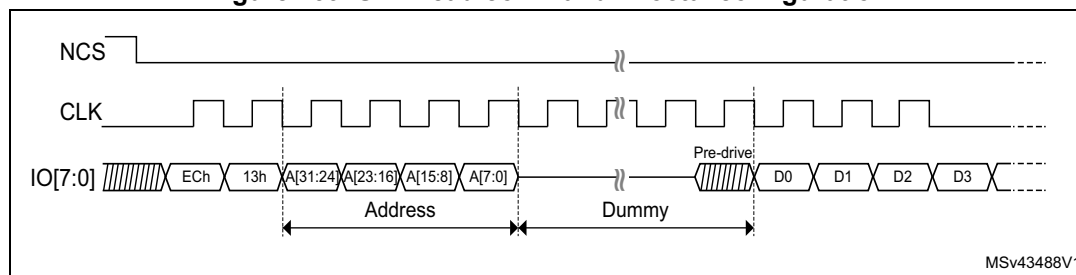 NCS
CLK
Pre-drive
IO[7:0] ECh 13h A[31:24] A[23:16] A[15:8] A[7:0] D0 D1 D2 D3
Address Dummy
MSv43488V1